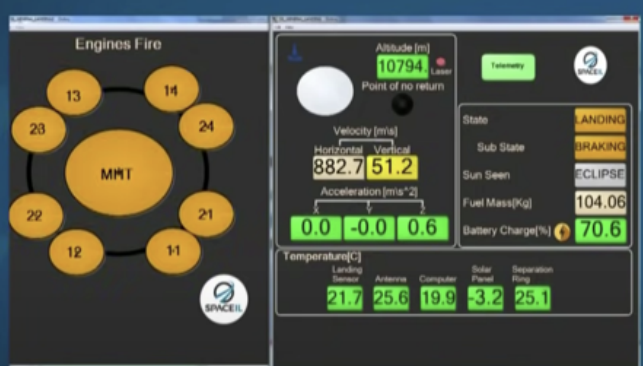 Engines Fire
13
14
23
24
MHT
22
21
12
11
SPACEIL
Altitude [m]
10794.
Laser
Point of no return
Velocity [m\s]
Horizontal Vertical
882.7 51.2
Acceleration [m\s^2]
X Y Z
0.0 -0.0 0.6
Telemetry
SPACEIL
State LANDING
Sub State BRAKING
Sun Seen ECLIPSE
Fuel Mass[Kg] 104.06
Battery Charge[%] 70.6
Temperature[C]
Landing Sensor
Antenna
Computer
Solar Panel
Separation Ring
21.7 25.6 19.9 -3.2 25.1